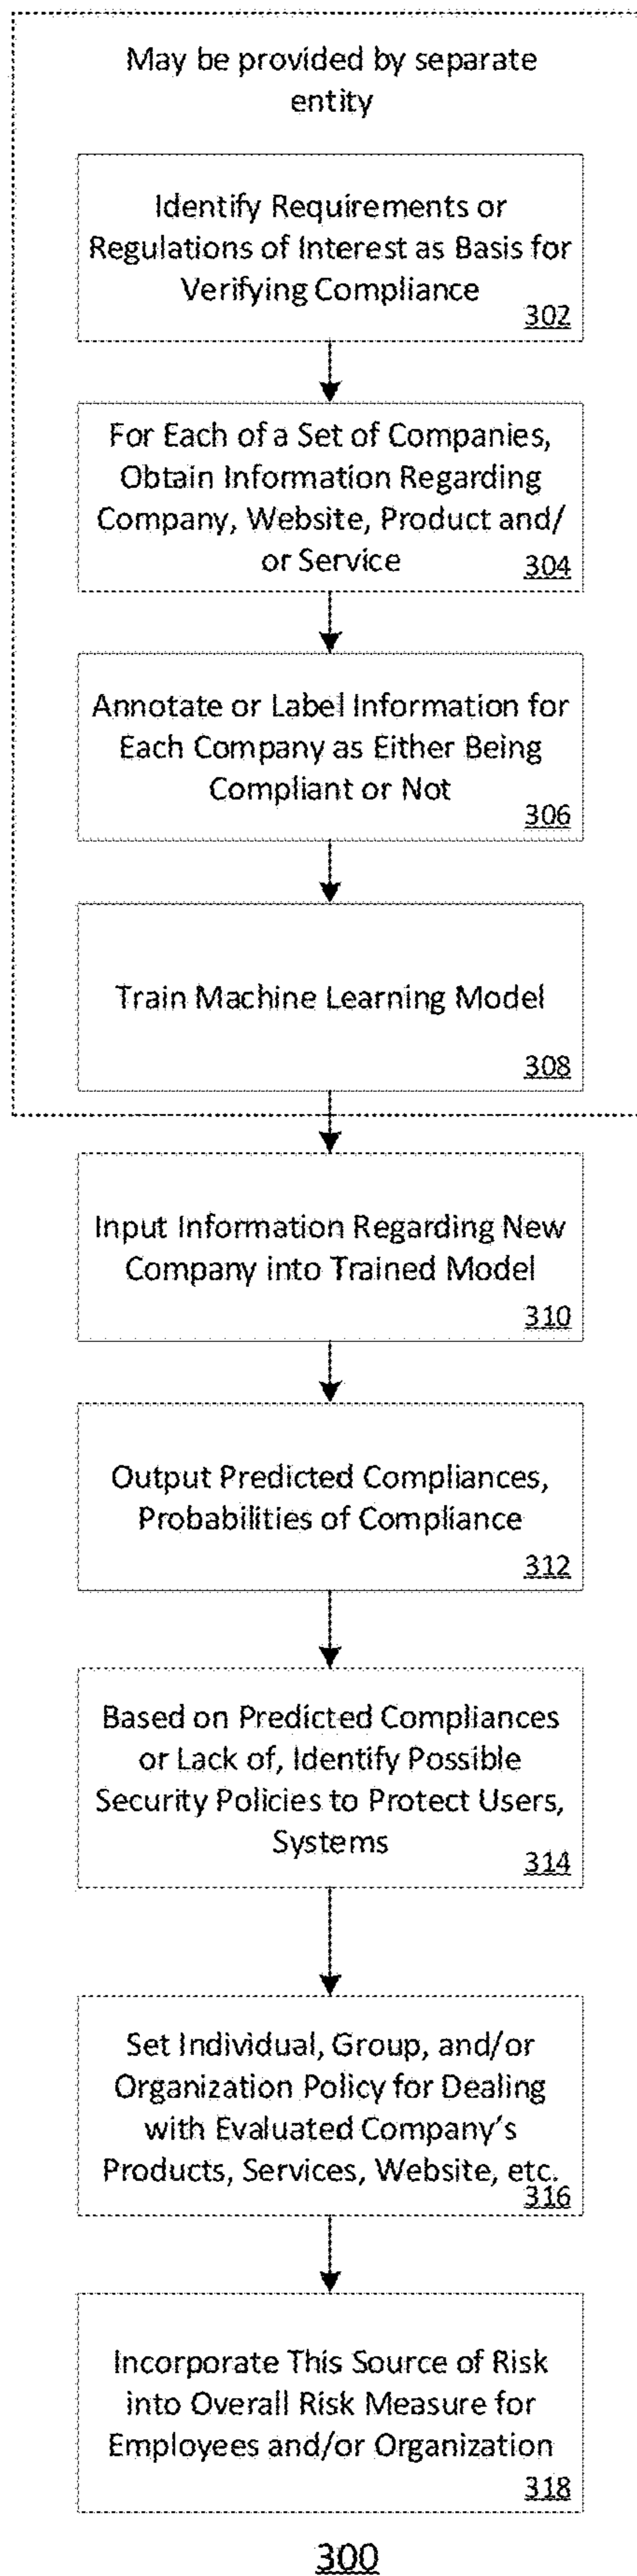 May be provided by separate
entity
Identify Requirements or
Regulations of Interest as Basis for
Verifying Compliance
302
For Each of a Set of Companies,
Obtain Information Regarding
Company, Website, Product and/
or Service
304
Annotate or Label Information for
Each Company as Either Being
Compliant or Not
306
Train Machine Learning Model
308
Input Information Regarding New
Company into Trained Model
310
Output Predicted Compliances,
Probabilities of Compliance
312
Based on Predicted Compliances
or Lack of, Identify Possible
Security Policies to Protect Users,
Systems
314
Set Individual, Group, and/or
Organization Policy for Dealing
with Evaluated Company's
Products, Services, Website, etc.
316
Incorporate This Source of Risk
into Overall Risk Measure for
Employees and/or Organization
318
300